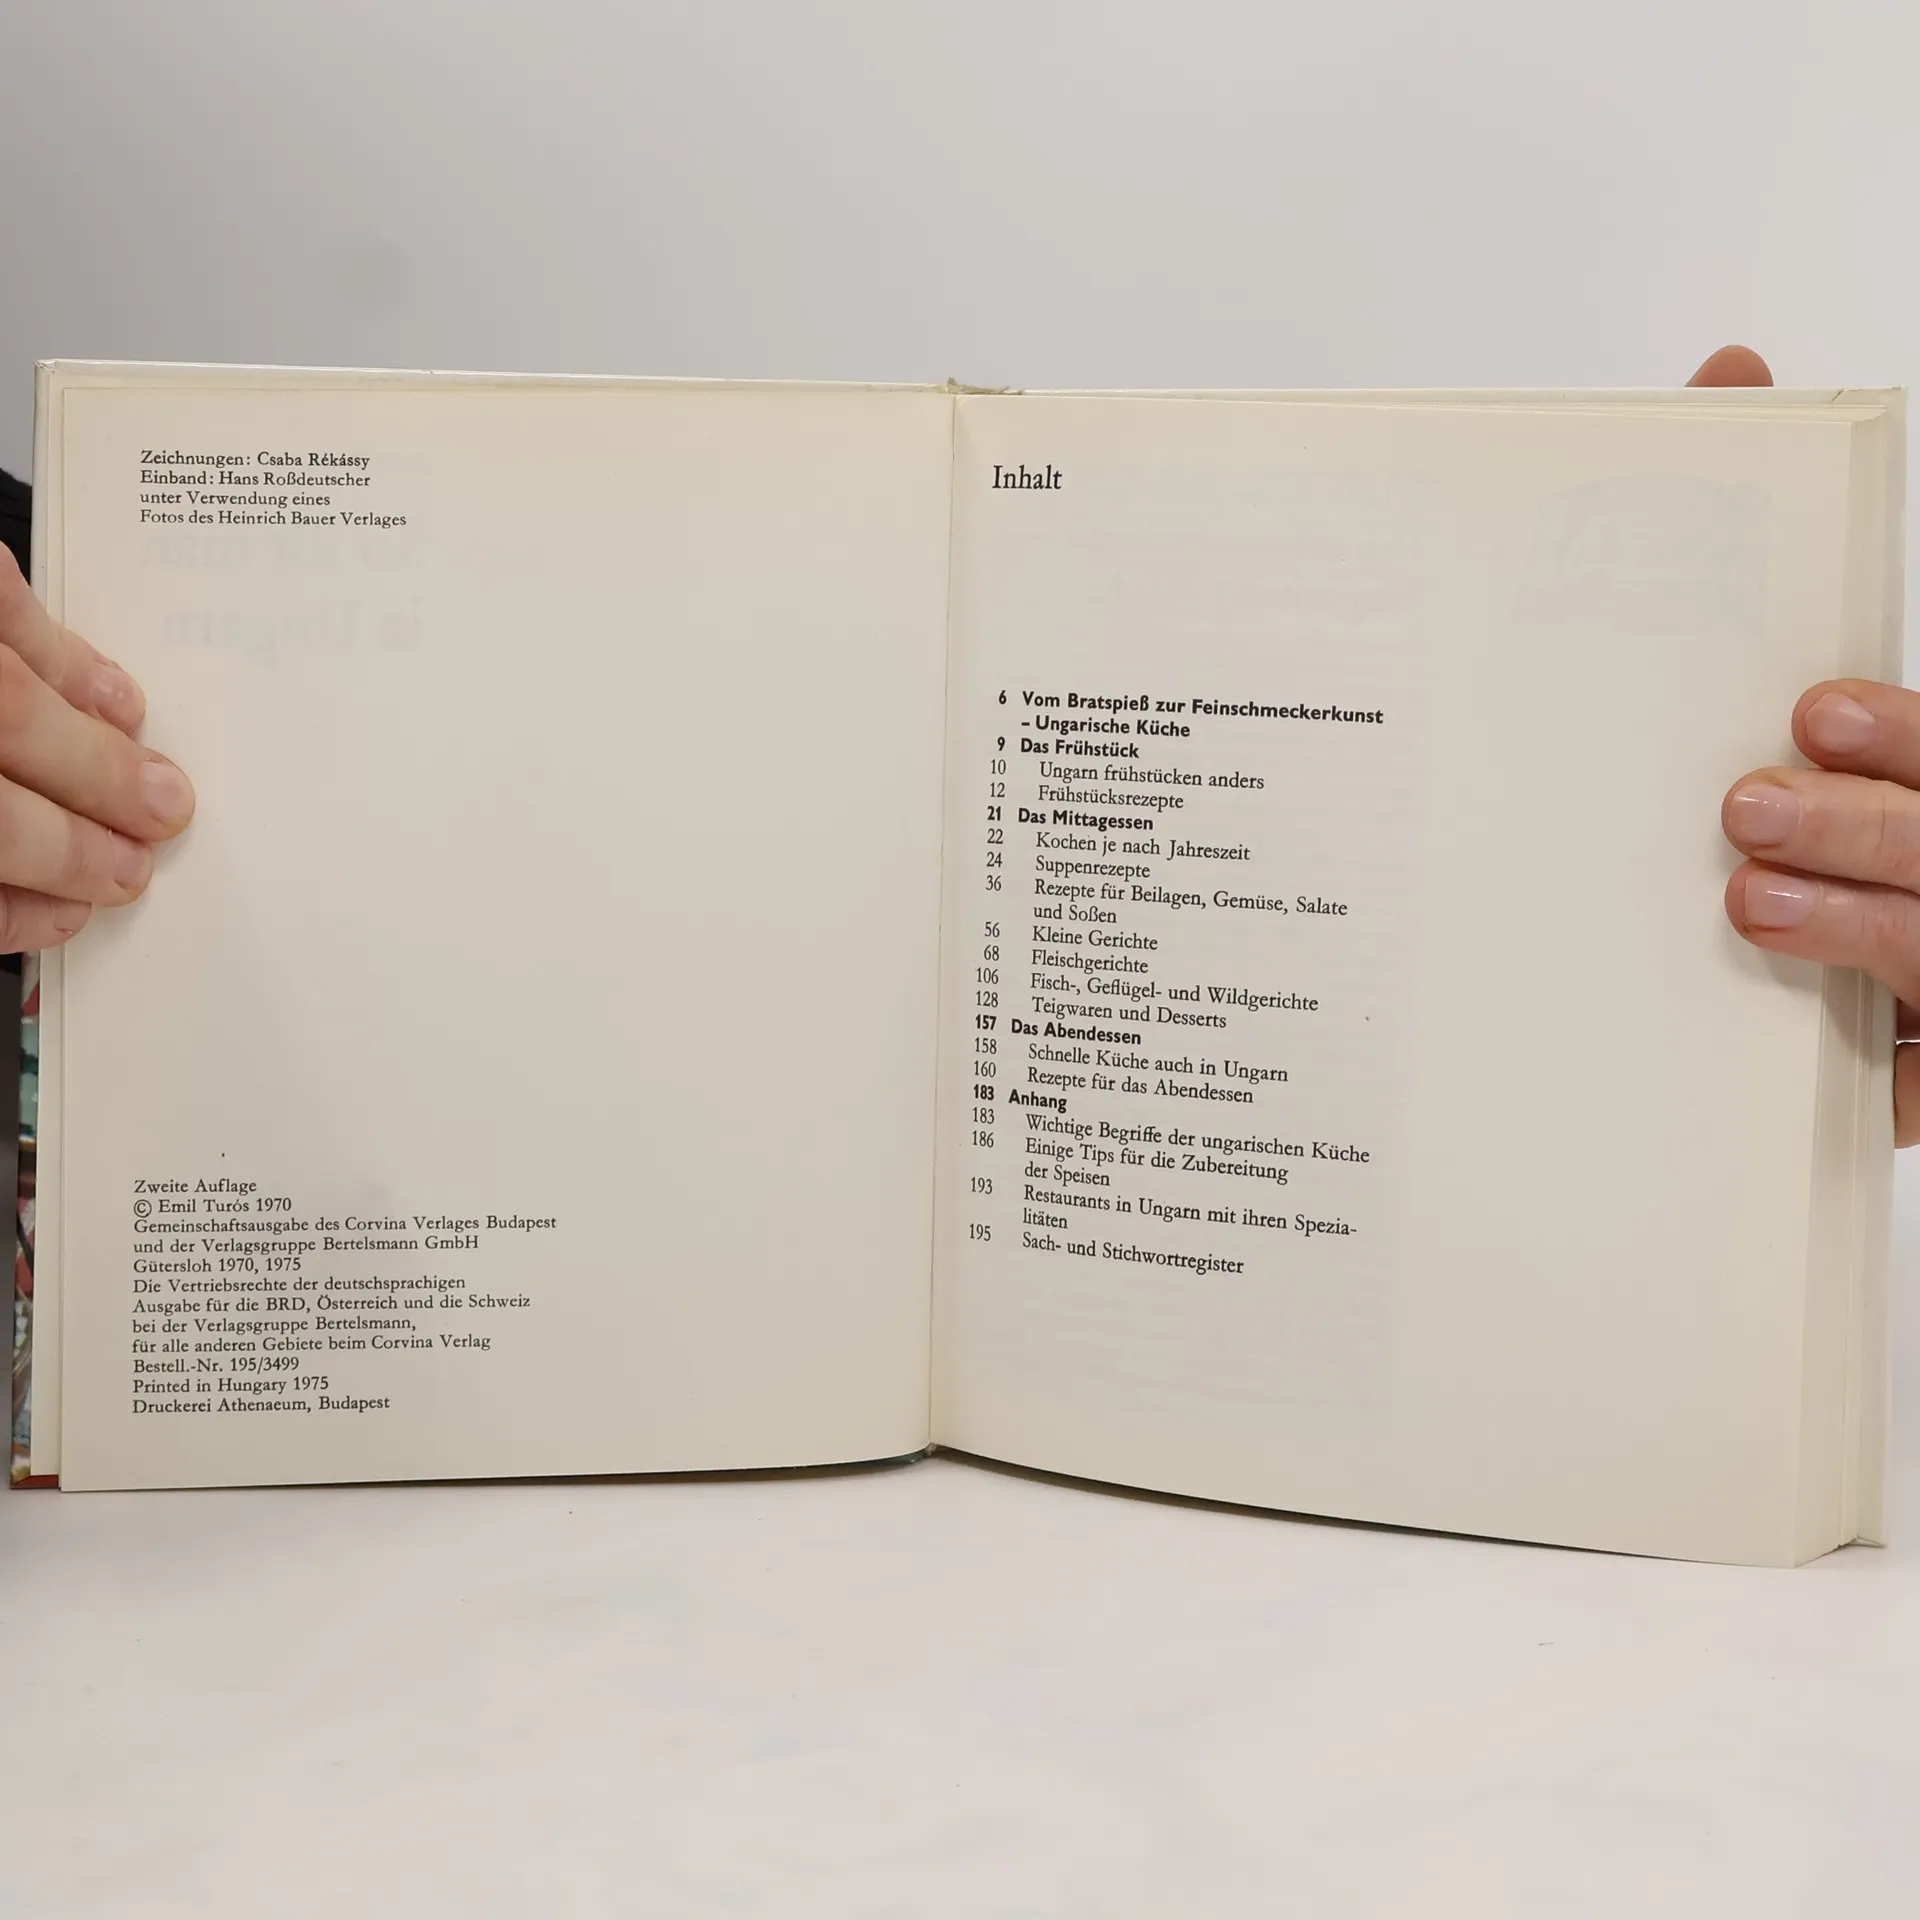 Zeichnungen: Csaba Rékássy
Einband: Hans Roßdeutscher
unter Verwendung eines
Fotos des Heinrich Bauer Verlages
Zweite Auflage
© Emil Turós 1970
Gemeinschaftsausgabe des Corvina Verlages Budapest
und der Verlagsgruppe Bertelsmann GmbH
Gütersloh 1970, 1975
Die Vertriebsrechte der deutschsprachigen
Ausgabe für die BRD, Österreich und die Schweiz
bei der Verlagsgruppe Bertelsmann,
für alle anderen Gebiete beim Corvina Verlag
Bestell.-Nr. 195/3499
Printed in Hungary 1975
Druckerei Athenaeum, Budapest
Inhalt
6 Vom Bratspieß zur Feinschmeckerkunst
– Ungarische Küche
9 Das Frühstück
10 Ungarn frühstücken anders
12 Frühstücksrezepte
21 Das Mittagessen
22 Kochen je nach Jahreszeit
24 Suppenrezepte
36 Rezepte für Beilagen, Gemüse, Salate
und Soßen
56 Kleine Gerichte
68 Fleischgerichte
106 Fisch-, Geflügel- und Wildgerichte
128 Teigwaren und Desserts
157 Das Abendessen
158 Schnelle Küche auch in Ungarn
160 Rezepte für das Abendessen
183 Anhang
183 Wichtige Begriffe der ungarischen Küche
186 Einige Tips für die Zubereitung
der Speisen
193 Restaurants in Ungarn mit ihren Spezia-
litäten
195 Sach- und Stichwortregister